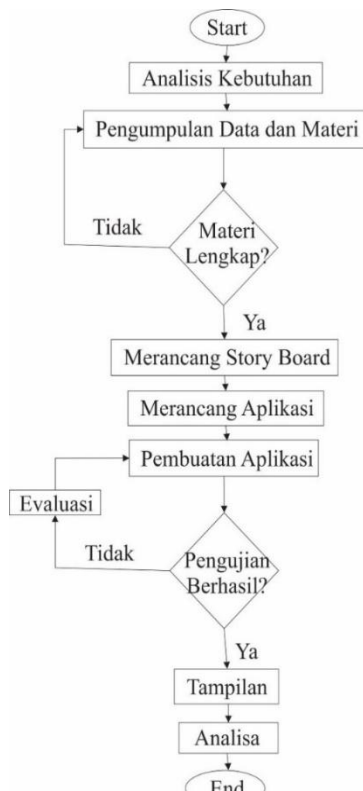 Start
Analisis Kebutuhan
Pengumpulan Data dan Materi
Tidak
Materi
Lengkap?
Ya
Merancang Story Board
Merancang Aplikasi
Pembuatan Aplikasi
Evaluasi
Tidak
Pengujian
Berhasil?
Ya
Tampilan
Analisa
End